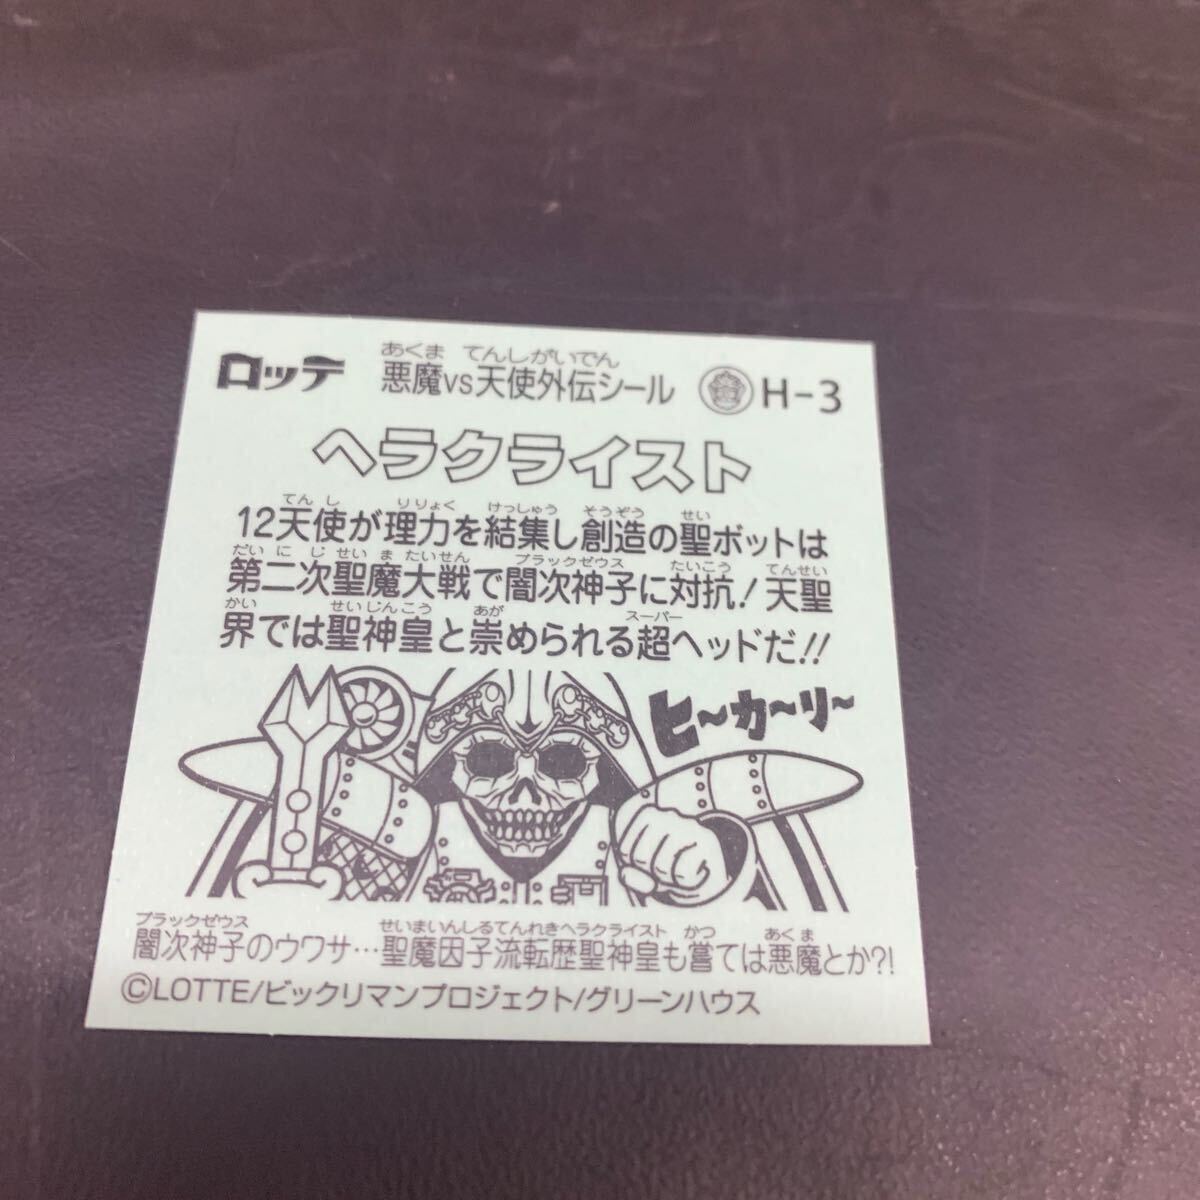 ロッテ 悪魔VS天使外伝シール H-3
あくま てんしがいでん
ヘラクライスト
てんし りりょく けっしゅう そうぞう せい
12天使が理力を結集し創造の聖ボットは
だいにじせいまたいせん ブラックゼウス たいこう てんせい
第二次聖魔大戦で闇次神子に対抗!天聖
かい せいじんこう あが スーパー
界では聖神皇と崇められる超ヘッドだ!!
ヒ〜カ〜リ〜
ブラックゼウス せいまいんしるてんれきヘラクライスト かつ あくま
闇次神子のウワサ…聖魔因子流転歴聖神皇も嘗ては悪魔とか?!
©LOTTE/ビックリマンプロジェクト/グリーンハウス